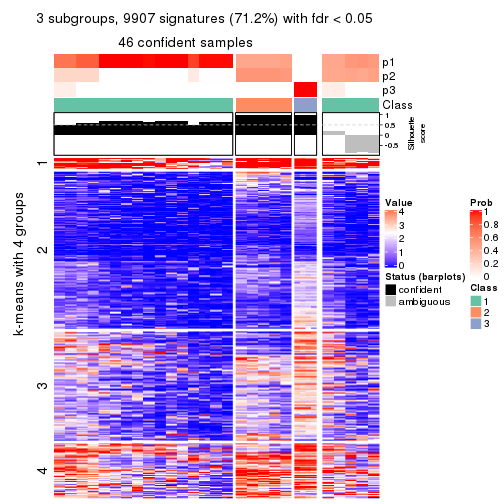 3 subgroups, 9907 signatures (71.2%) with fdr < 0.05
46 confident samples
p1
p2
p3
Class
1
0.5
0
-0.5
Silhouette
score
k-means with 4 groups
1
2
3
4
Value
4
3
2
1
0
Status (barplots)
confident
ambiguous
Prob
1
0.8
0.6
0.4
0.2
0
Class
1
2
3